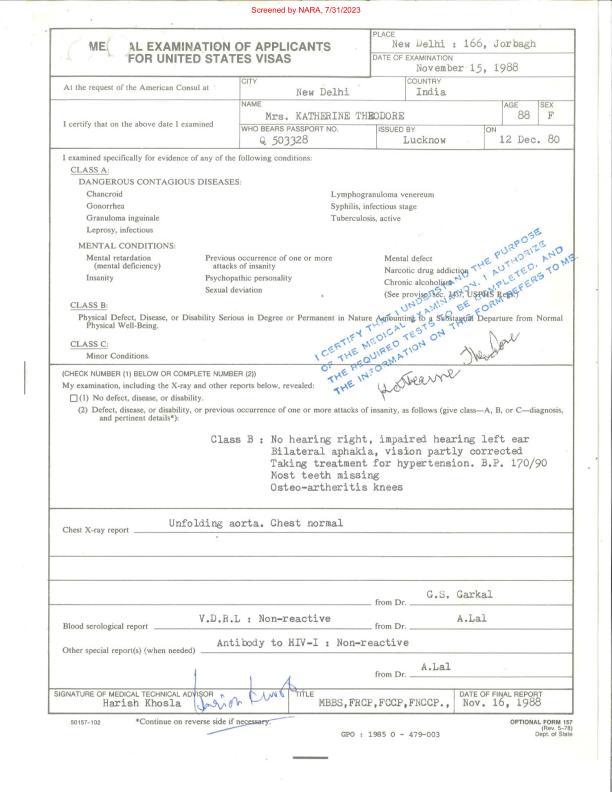 Screened by NARA, 7/31/2023
MEDICAL EXAMINATION OF APPLICANTS
FOR UNITED STATES VISAS
PLACE
New Delhi : 166, Jorbagh
DATE OF EXAMINATION
November 15, 1988
At the request of the American Consul at
CITY
New Delhi
COUNTRY
India
I certify that on the above date I examined
NAME
Mrs. KATHERINE THEODORE
AGE
88
SEX
F
WHO BEARS PASSPORT NO.
Q 503328
ISSUED BY
Lucknow
ON
12 Dec. 80
I examined specifically for evidence of any of the following conditions:
CLASS A:
DANGEROUS CONTAGIOUS DISEASES:
Chancroid
Gonorrhea
Granuloma inguinale
Leprosy, infectious
Lymphogranuloma venereum
Syphilis, infectious stage
Tuberculosis, active
MENTAL CONDITIONS:
Mental retardation
(mental deficiency)
Insanity
Previous occurrence of one or more
attacks of insanity
Psychopathic personality
Sexual deviation
Mental defect
Narcotic drug addiction
Chronic alcoholism
(See proviso sec. 34.7, USPHS Regs.)
CLASS B:
Physical Defect, Disease, or Disability Serious in Degree or Permanent in Nature Amounting to a Substantial Departure from Normal
Physical Well-Being.
CLASS C:
Minor Conditions.
I CERTIFY THAT I UNDERSTAND THE PURPOSE
OF THE MEDICAL EXAMINATION, I AUTHORIZE
THE REQUIRED TESTS TO BE COMPLETED, AND
THE INFORMATION ON THIS FORM REFERS TO ME.
Katherine Theodore
(CHECK NUMBER (1) BELOW OR COMPLETE NUMBER (2))
My examination, including the X-ray and other reports below, revealed:
(1) No defect, disease, or disability.
(2) Defect, disease, or disability, or previous occurrence of one or more attacks of insanity, as follows (give class—A, B, or C—diagnosis,
and pertinent details*):
Class B : No hearing right, impaired hearing left ear
Bilateral aphakia, vision partly corrected
Taking treatment for hypertension. B.P. 170/90
Most teeth missing
Osteo-artheritis knees
Chest X-ray report Unfolding aorta. Chest normal
from Dr. G.S. Garkal
Blood serological report V.D.R.L : Non-reactive
from Dr. A.Lal
Other special report(s) (when needed) Antibody to HIV-I : Non-reactive
from Dr. A.Lal
SIGNATURE OF MEDICAL TECHNICAL ADVISOR
Harish Khosla
Harish Khosla
TITLE
MBBS,FRCP,FCCP,FNCCP.,
DATE OF FINAL REPORT
Nov. 16, 1988
50157-102
*Continue on reverse side if necessary.
OPTIONAL FORM 157
(Rev. 5-78)
Dept. of State
GPO : 1985 O - 479-003